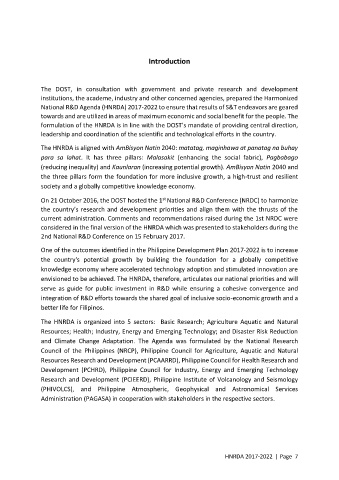 Introduction
The DOST, in consultation with government and private research and development
institutions, the academe, industry and other concerned agencies, prepared the Harmonized
National R&D Agenda (HNRDA) 2017-2022 to ensure that results of S&T endeavors are geared
towards and are utilized in areas of maximum economic and social benefit for the people. The
formulation of the HNRDA is in line with the DOST's mandate of providing central direction,
leadership and coordination of the scientific and technological efforts in the country.
The HNRDA is aligned with AmBisyon Natin 2040: matatag, maginhawa at panatag na buhay
para sa lahat. It has three pillars: Malasakit (enhancing the social fabric), Pagbabago
(reducing inequality) and Kaunlaran (increasing potential growth). AmBisyon Natin 2040 and
the three pillars form the foundation for more inclusive growth, a high-trust and resilient
society and a globally competitive knowledge economy.
On 21 October 2016, the DOST hosted the 1st National R&D Conference (NRDC) to harmonize
the country's research and development priorities and align them with the thrusts of the
current administration. Comments and recommendations raised during the 1st NRDC were
considered in the final version of the HNRDA which was presented to stakeholders during the
2nd National R&D Conference on 15 February 2017.
One of the outcomes identified in the Philippine Development Plan 2017-2022 is to increase
the country's potential growth by building the foundation for a globally competitive
knowledge economy where accelerated technology adoption and stimulated innovation are
envisioned to be achieved. The HNRDA, therefore, articulates our national priorities and will
serve as guide for public investment in R&D while ensuring a cohesive convergence and
integration of R&D efforts towards the shared goal of inclusive socio-economic growth and a
better life for Filipinos.
The HNRDA is organized into 5 sectors: Basic Research; Agriculture Aquatic and Natural
Resources; Health; Industry, Energy and Emerging Technology; and Disaster Risk Reduction
and Climate Change Adaptation. The Agenda was formulated by the National Research
Council of the Philippines (NRCP), Philippine Council for Agriculture, Aquatic and Natural
Resources Research and Development (PCAARRD), Philippine Council for Health Research and
Development (PCHRD), Philippine Council for Industry, Energy and Emerging Technology
Research and Development (PCIEERD), Philippine Institute of Volcanology and Seismology
(PHIVOLCS), and Philippine Atmospheric, Geophysical and Astronomical Services
Administration (PAGASA) in cooperation with stakeholders in the respective sectors.
HNRDA 2017-2022 | Page 7